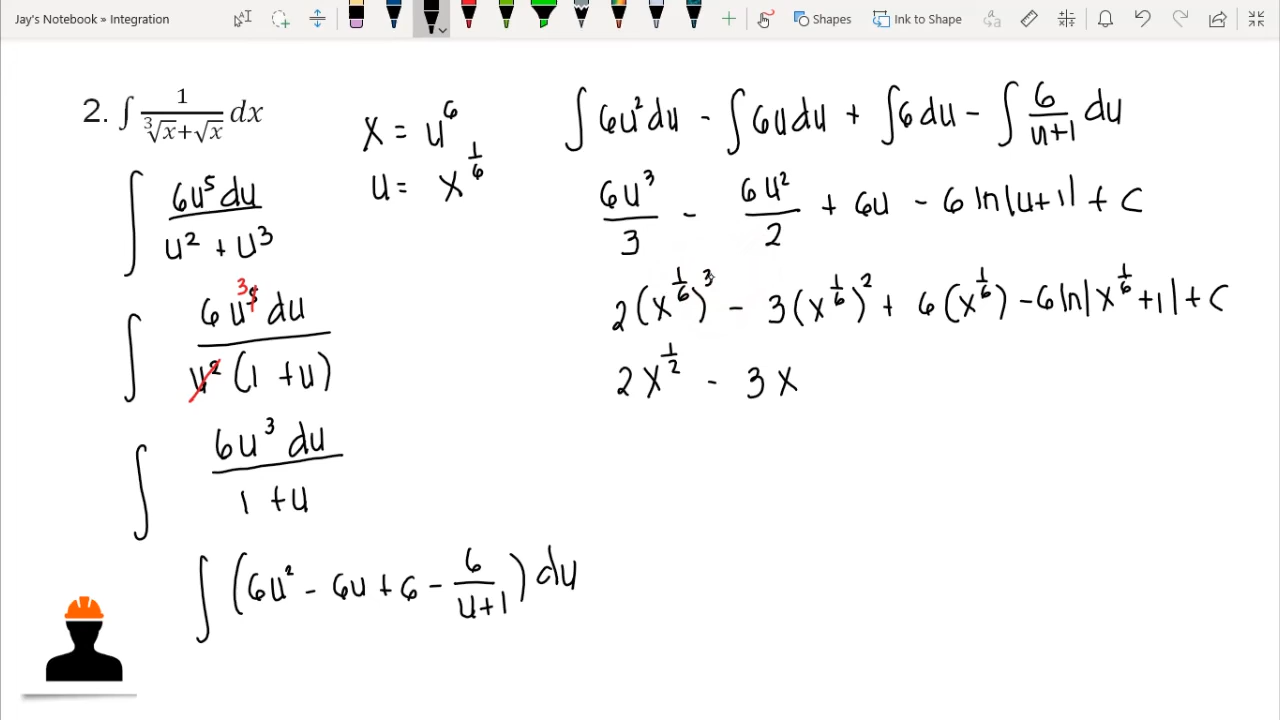 Jay's Notebook » Integration
Shapes
Ink to Shape
2. ∫ 1/(∛x+√x) dx
x = u^6
u = x^(1/6)
∫ 6u^5 du/(u^2 + u^3)
∫ 6u^5 3 du/(u^2 (1 + u))
∫ 6u^3 du/(1 + u)
∫ (6u^2 - 6u + 6 - 6/(u+1)) du
∫ 6u^2 du - ∫ 6u du + ∫ 6 du - ∫ 6/(u+1) du
6u^3/3 - 6u^2/2 + 6u - 6 ln|u+1| + C
2(x^(1/6))^3 - 3(x^(1/6))^2 + 6(x^(1/6)) - 6 ln|x^(1/6) + 1| + C
2x^(1/2) - 3x